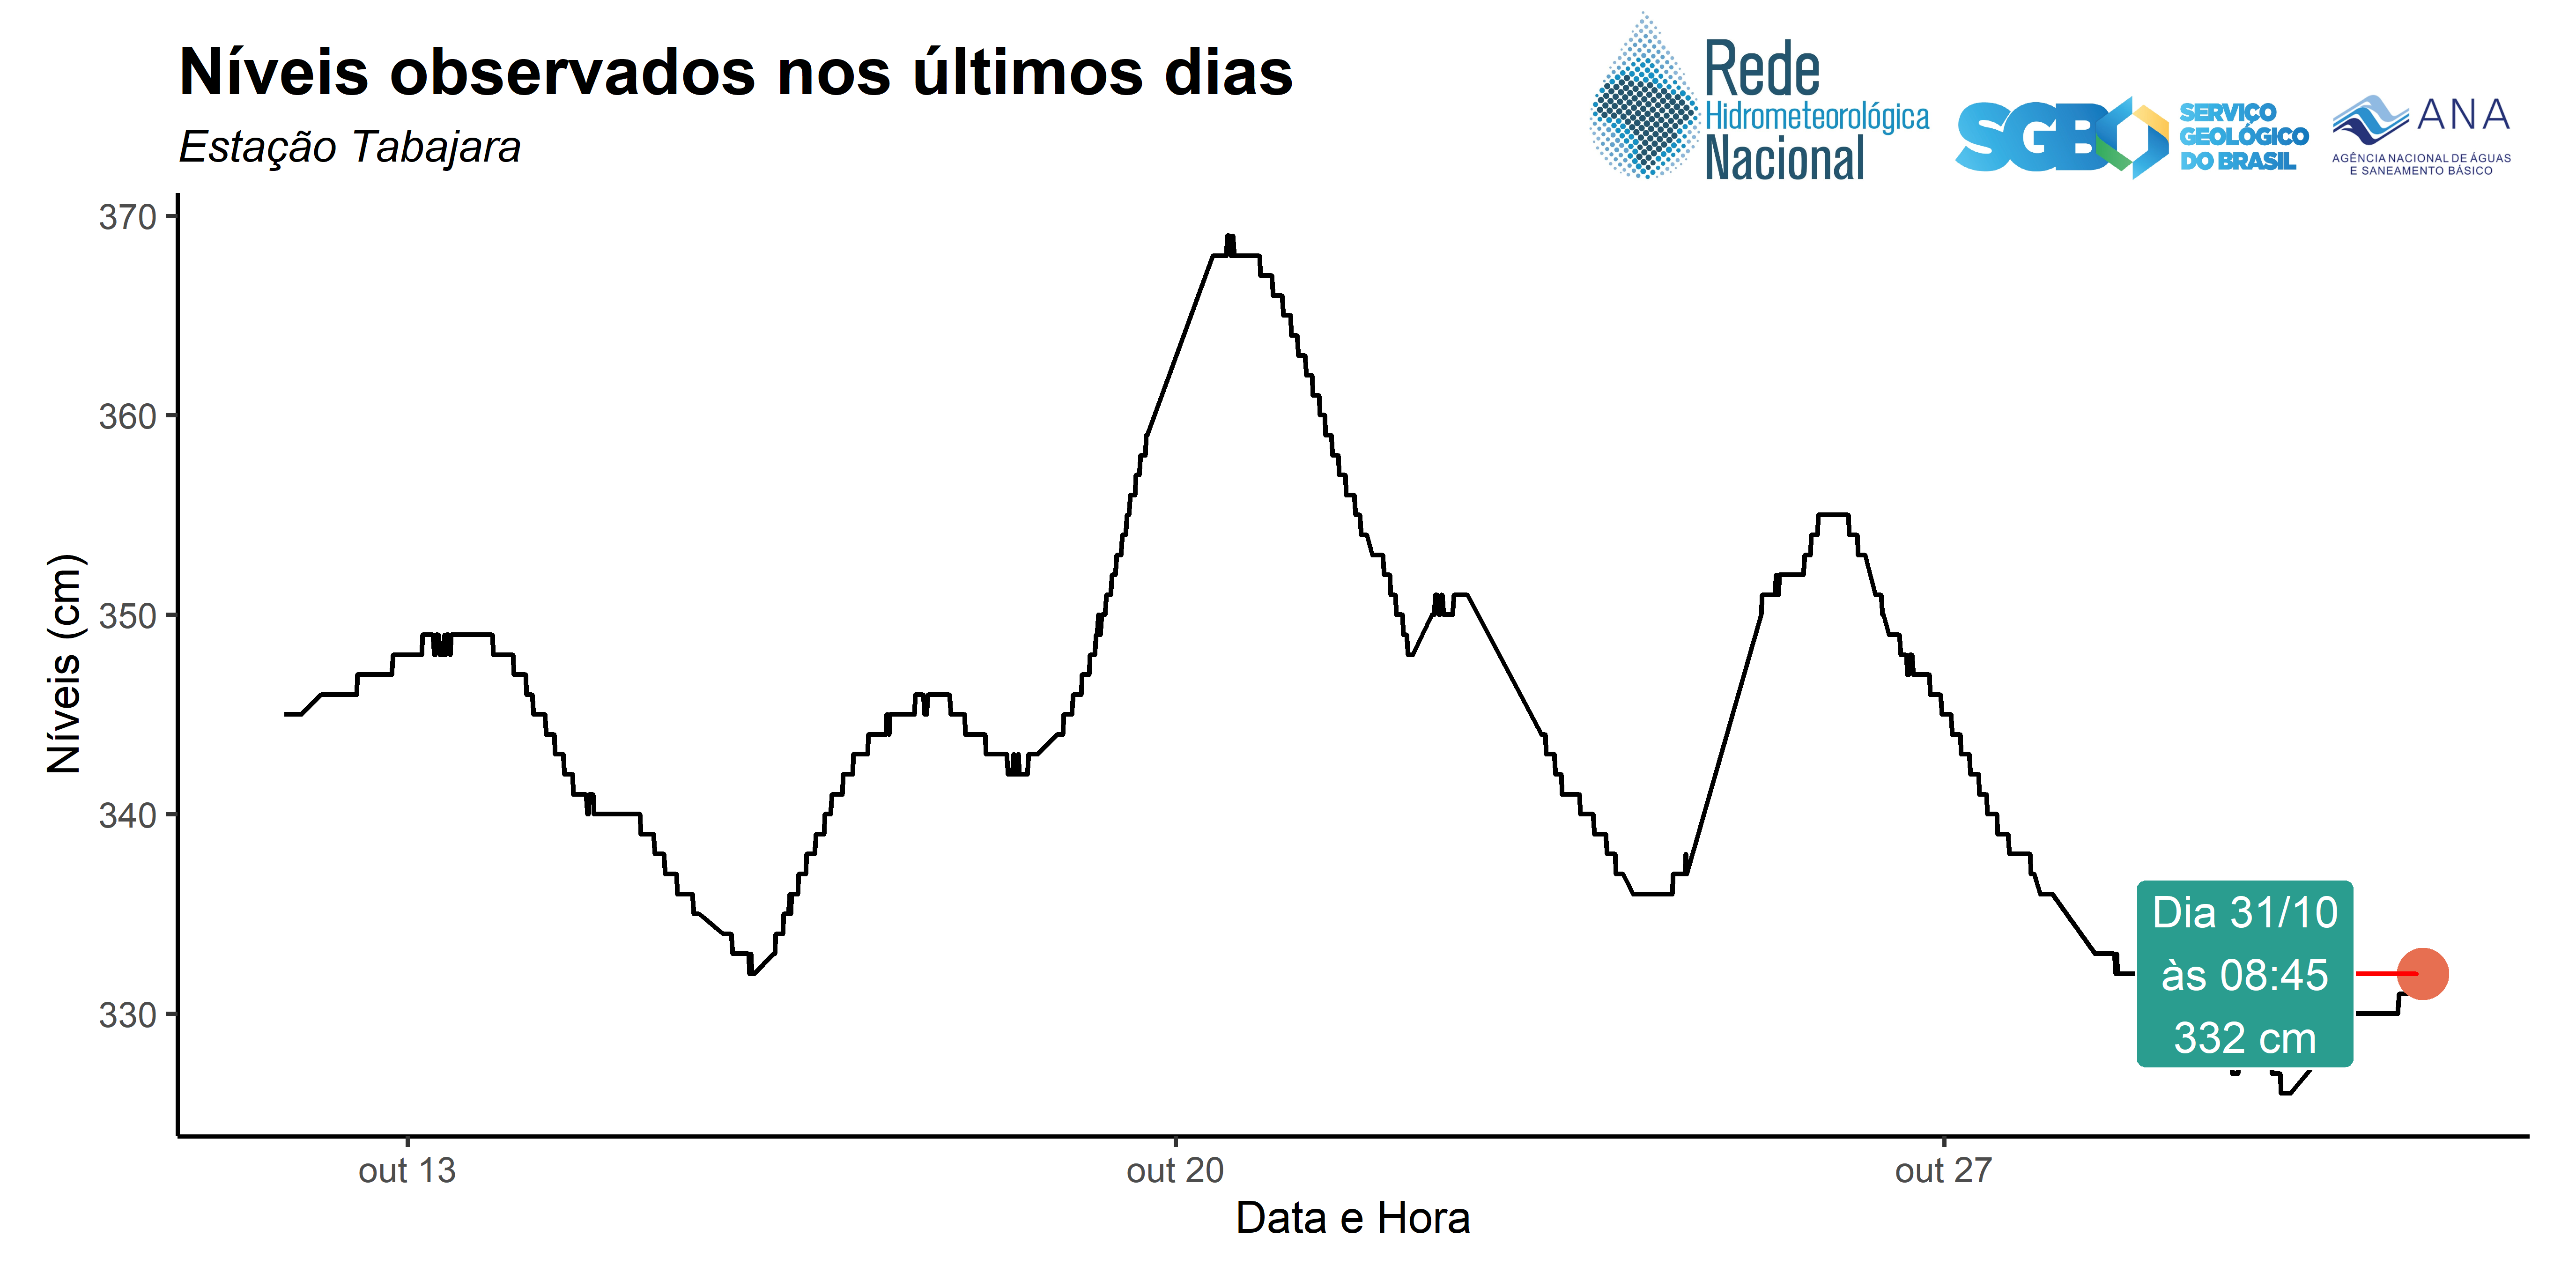 Níveis observados nos últimos dias
Estação Tabajara
Rede
Hidrometeorológica
Nacional
SGB
SERVIÇO
GEOLÓGICO
DO BRASIL
ANA
AGÊNCIA NACIONAL DE ÁGUAS
E SANEAMENTO BÁSICO
Níveis (cm)
370
360
350
340
330
Dia 31/10
às 08:45
332 cm
out 13
out 20
out 27
Data e Hora